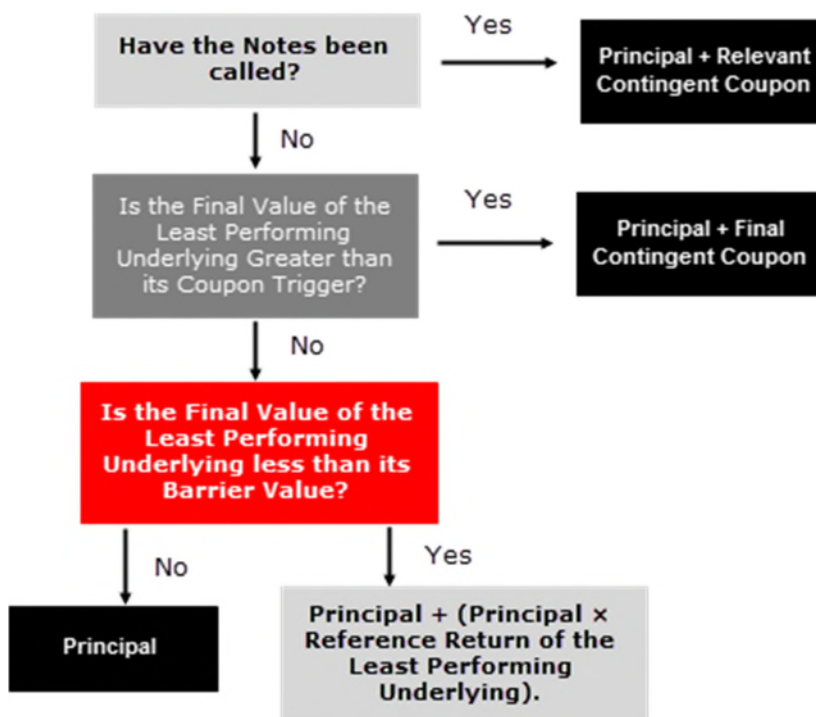 Have the Notes been
called?
Yes
Principal + Relevant
Contingent Coupon
No
Is the Final Value of the
Least Performing
Underlying Greater than
its Coupon Trigger?
Yes
Principal + Final
Contingent Coupon
No
Is the Final Value of the
Least Performing
Underlying less than its
Barrier Value?
No
Yes
Principal
Principal + (Principal ×
Reference Return of the
Least Performing
Underlying).